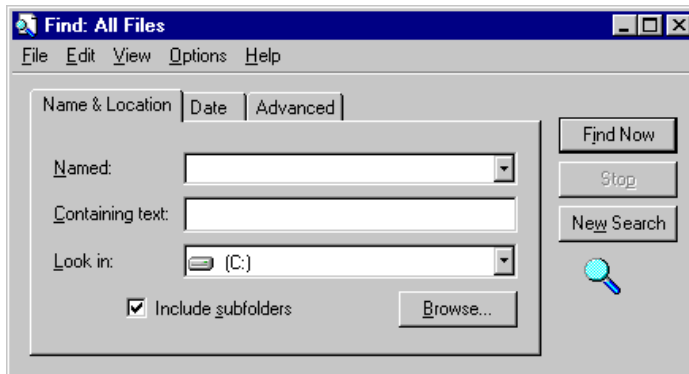 Find: All Files
File Edit View Options Help
Name & Location Date Advanced
Find Now
Named:
Stop
Containing text:
New Search
Look in: (C:)
Include subfolders Browse...